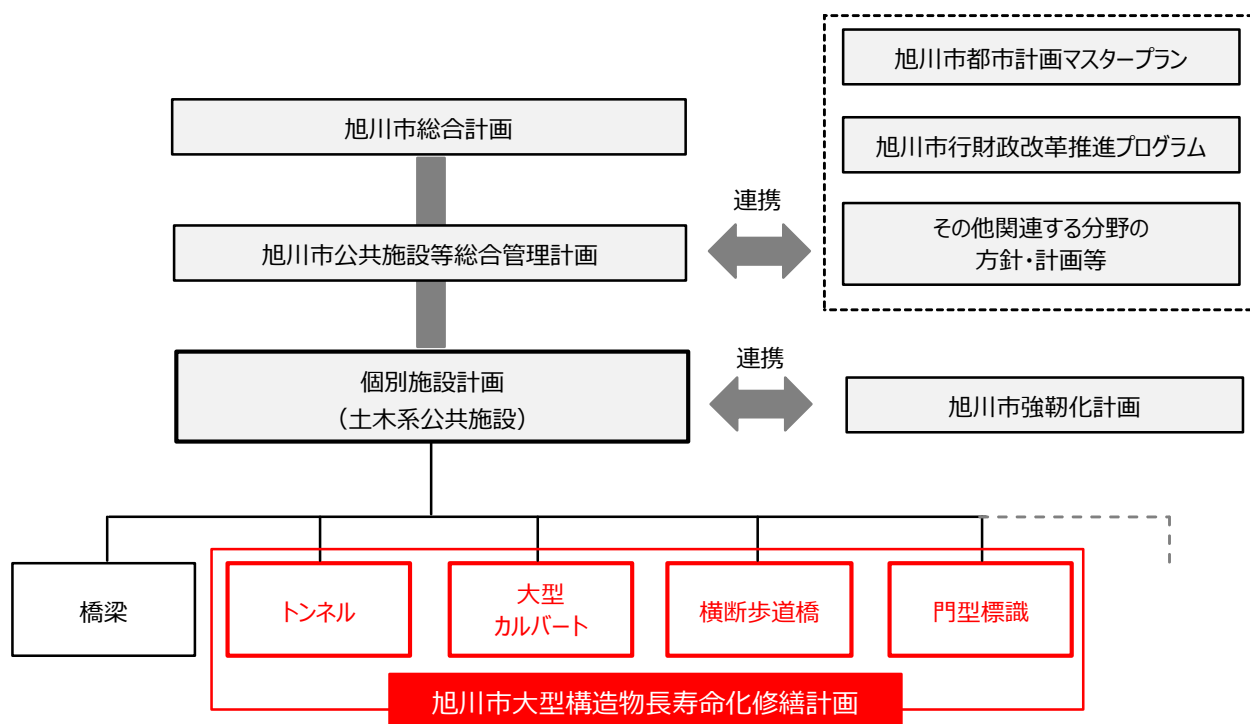 旭川市都市計画マスタープラン
旭川市総合計画
旭川市行財政改革推進プログラム
連携
旭川市公共施設等総合管理計画
その他関連する分野の
方針・計画等
個別施設計画
（土木系公共施設）
連携
旭川市強靭化計画
橋梁
トンネル
大型
カルバート
横断歩道橋
門型標識
旭川市大型構造物長寿命化修繕計画